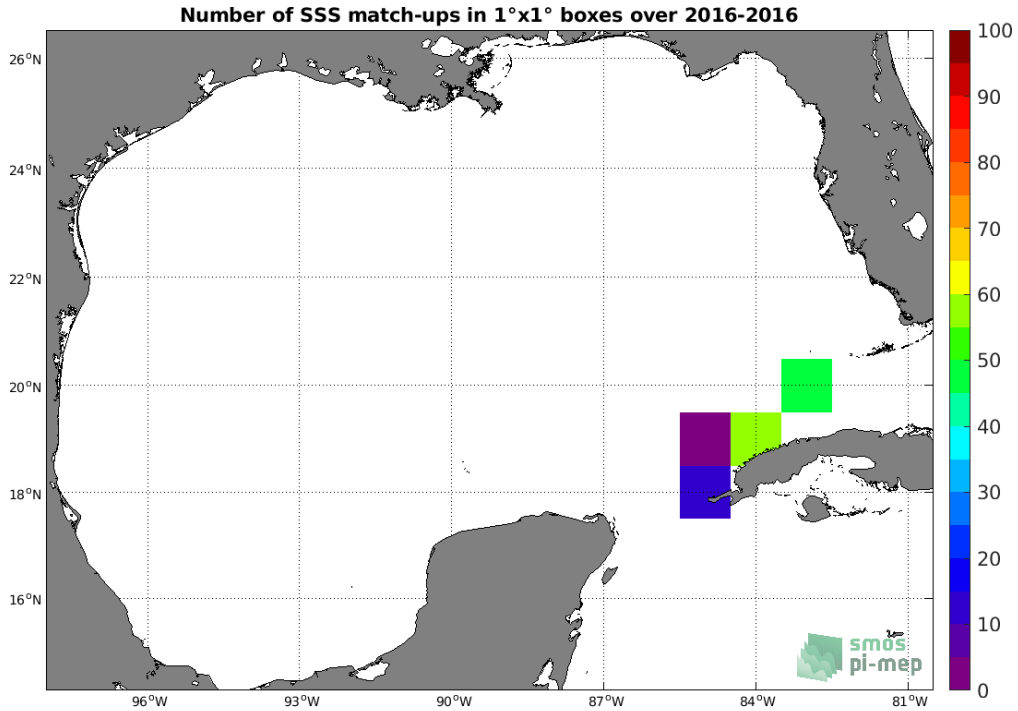 Number of SSS match-ups in 1°x1° boxes over 2016-2016
26°N
24°N
22°N
20°N
18°N
16°N
96°W
93°W
90°W
87°W
84°W
81°W
100
90
80
70
60
50
40
30
20
10
0
smos
pi-mep